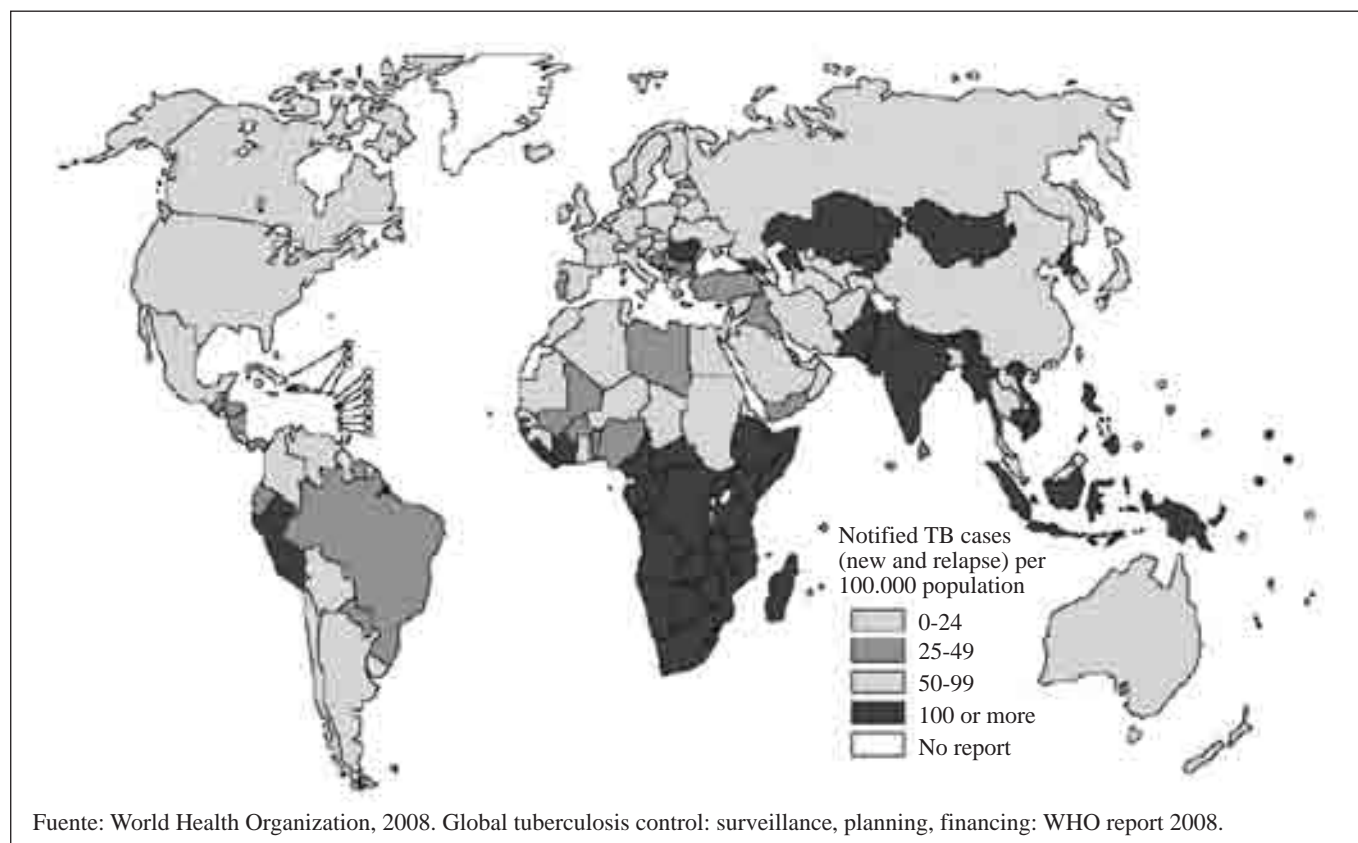 Notified TB cases
(new and relapse) per
100.000 population
0-24
25-49
50-99
100 or more
No report
Fuente: World Health Organization, 2008. Global tuberculosis control: surveillance, planning, financing: WHO report 2008.